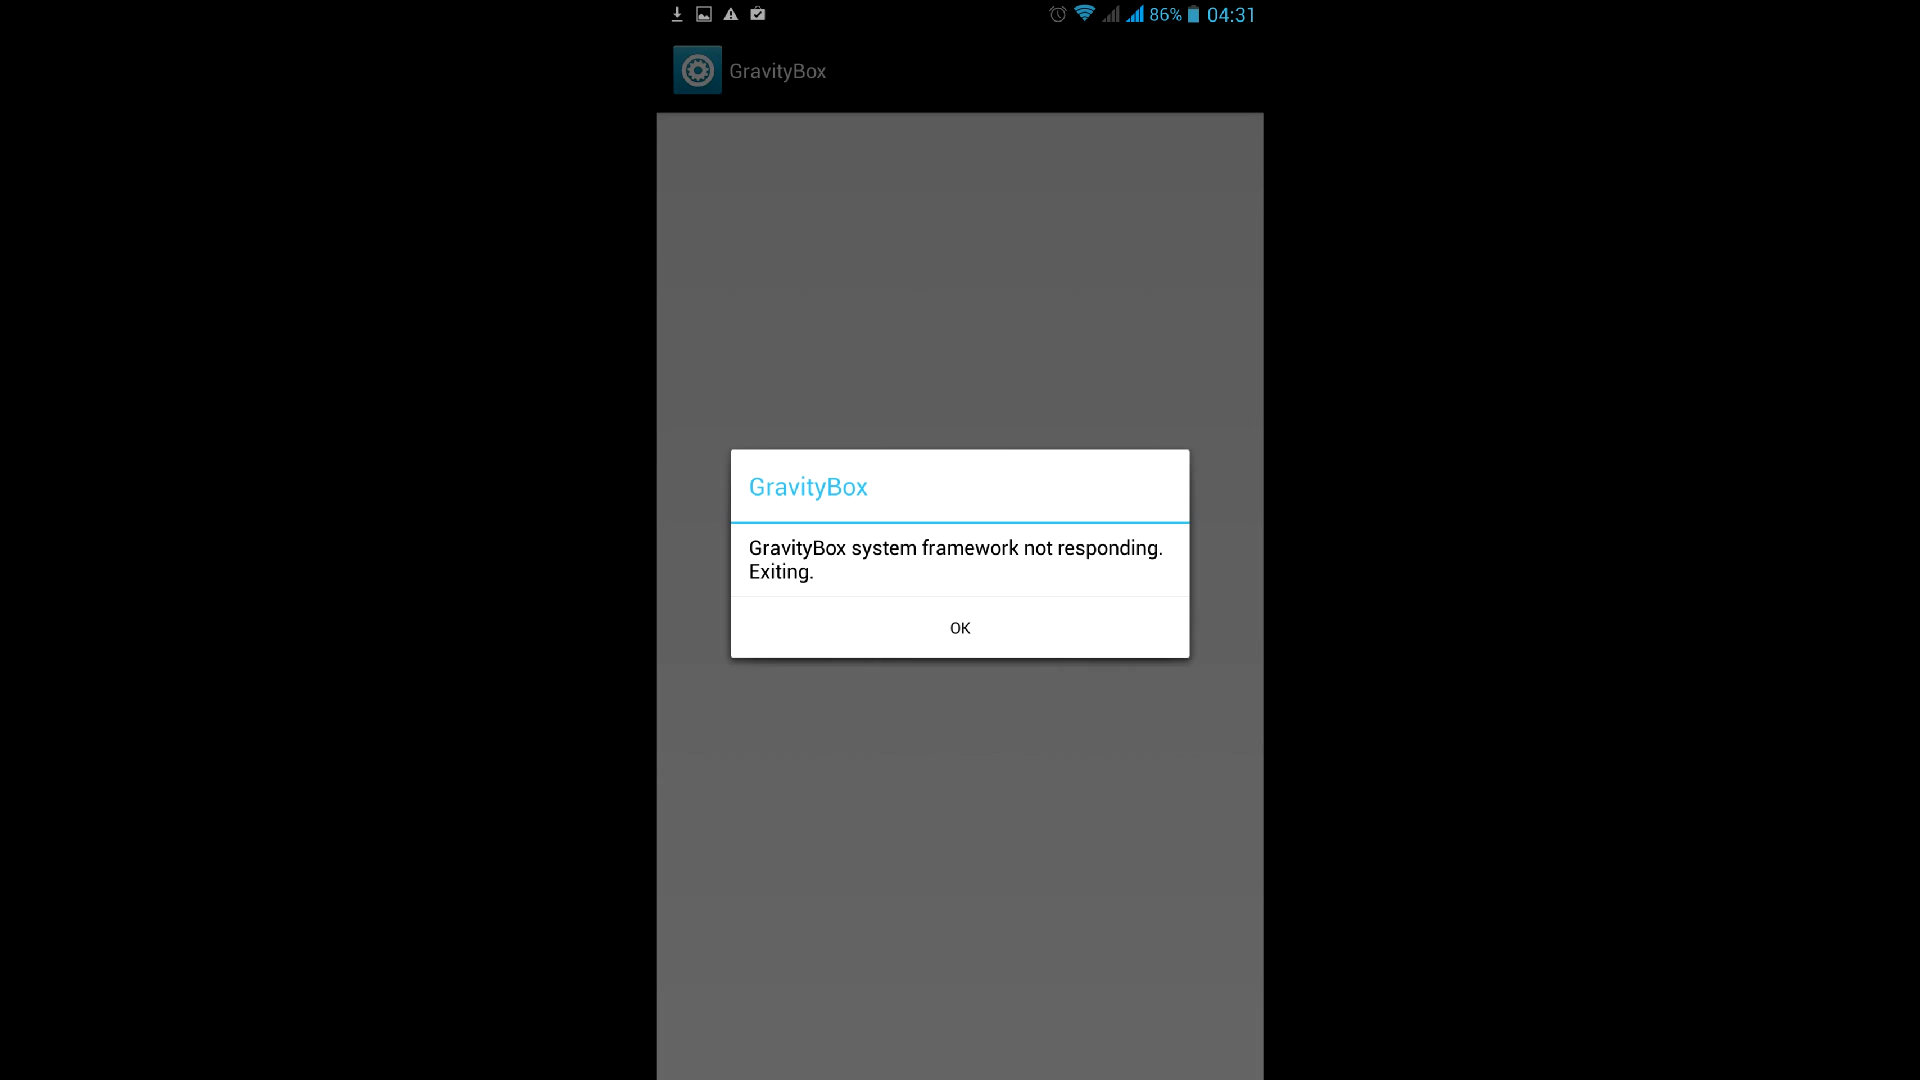 86% 04:31
GravityBox
GravityBox
GravityBox system framework not responding.
Exiting.
OK